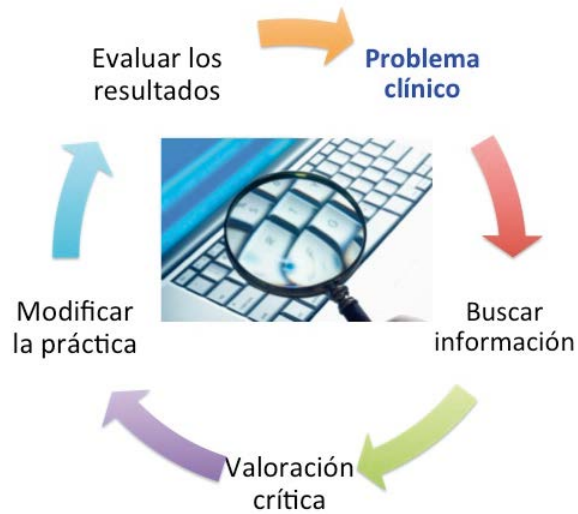 Evaluar los
resultados
Problema
clínico
Buscar
información
Valoración
crítica
Modificar
la práctica